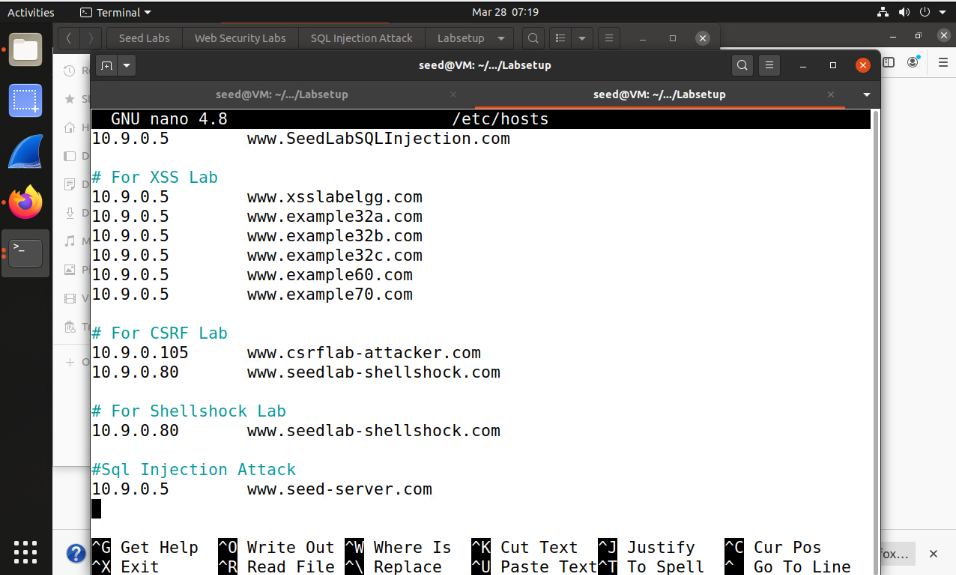 Activities Terminal Mar 28 07:19
Seed Labs Web Security Labs SQL Injection Attack Labsetup
seed@VM: ~/.../Labsetup
seed@VM: ~/.../Labsetup × seed@VM: ~/.../Labsetup ×
GNU nano 4.8 /etc/hosts
10.9.0.5 www.SeedLabSQLInjection.com
# For XSS Lab
10.9.0.5 www.xsslabelgg.com
10.9.0.5 www.example32a.com
10.9.0.5 www.example32b.com
10.9.0.5 www.example32c.com
10.9.0.5 www.example60.com
10.9.0.5 www.example70.com
# For CSRF Lab
10.9.0.105 www.csrflab-attacker.com
10.9.0.80 www.seedlab-shellshock.com
# For Shellshock Lab
10.9.0.80 www.seedlab-shellshock.com
#Sql Injection Attack
10.9.0.5 www.seed-server.com
^G Get Help ^O Write Out ^W Where Is ^K Cut Text ^J Justify ^C Cur Pos
^X Exit ^R Read File ^\ Replace ^U Paste Text ^T To Spell ^_ Go To Line